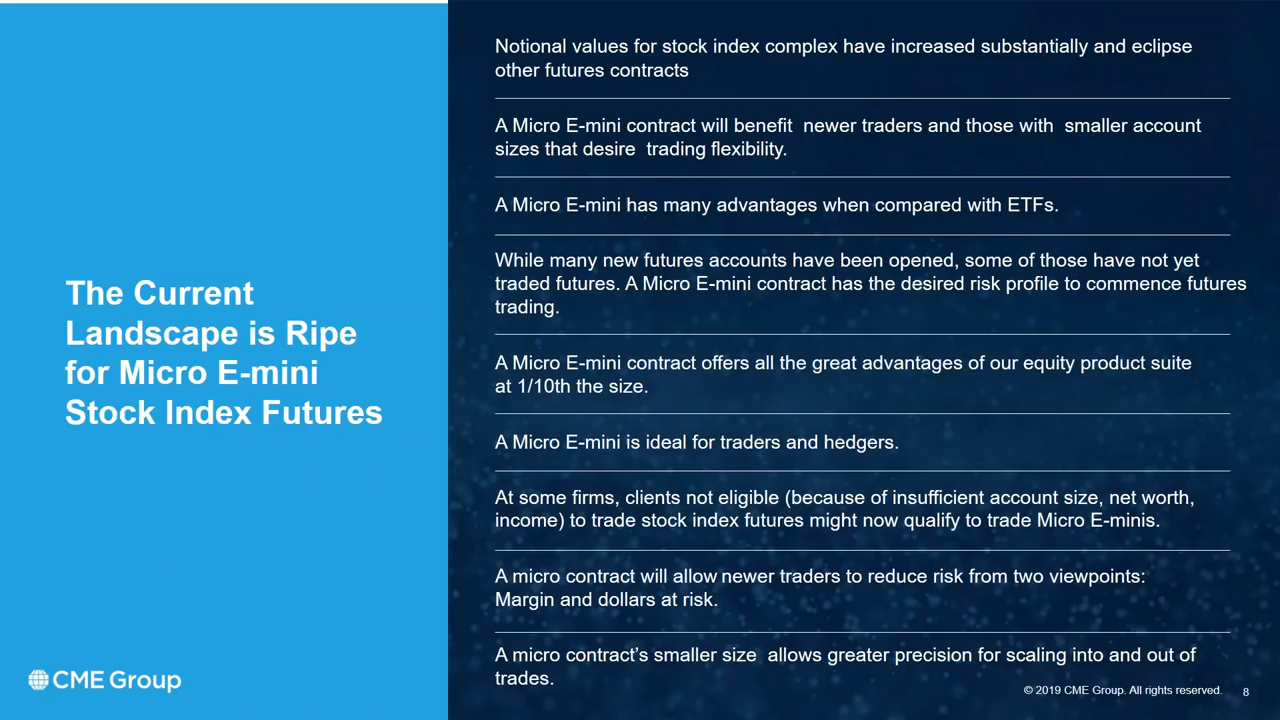 The Current
Landscape is Ripe
for Micro E-mini
Stock Index Futures
CME Group
Notional values for stock index complex have increased substantially and eclipse
other futures contracts
A Micro E-mini contract will benefit  newer traders and those with  smaller account
sizes that desire  trading flexibility.
A Micro E-mini has many advantages when compared with ETFs.
While many new futures accounts have been opened, some of those have not yet
traded futures. A Micro E-mini contract has the desired risk profile to commence futures
trading.
A Micro E-mini contract offers all the great advantages of our equity product suite
at 1/10th the size.
A Micro E-mini is ideal for traders and hedgers.
At some firms, clients not eligible (because of insufficient account size, net worth,
income) to trade stock index futures might now qualify to trade Micro E-minis.
A micro contract will allow newer traders to reduce risk from two viewpoints:
Margin and dollars at risk.
A micro contract’s smaller size  allows greater precision for scaling into and out of
trades.
© 2019 CME Group. All rights reserved.
8